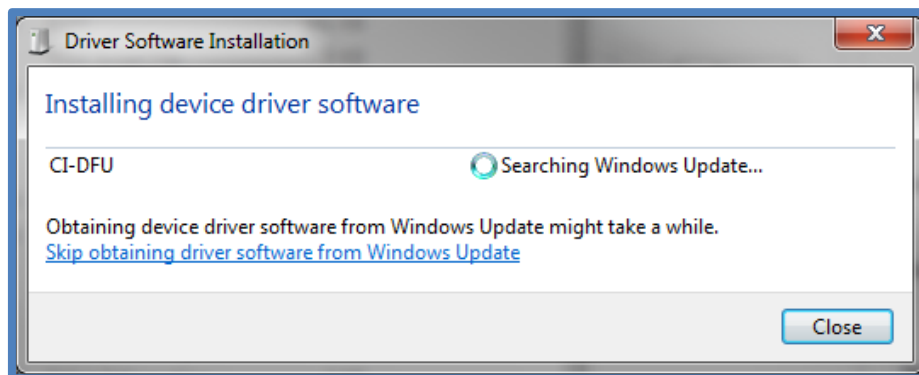 Driver Software Installation
Installing device driver software
CI-DFU Searching Windows Update...
Obtaining device driver software from Windows Update might take a while.
Skip obtaining driver software from Windows Update
Close